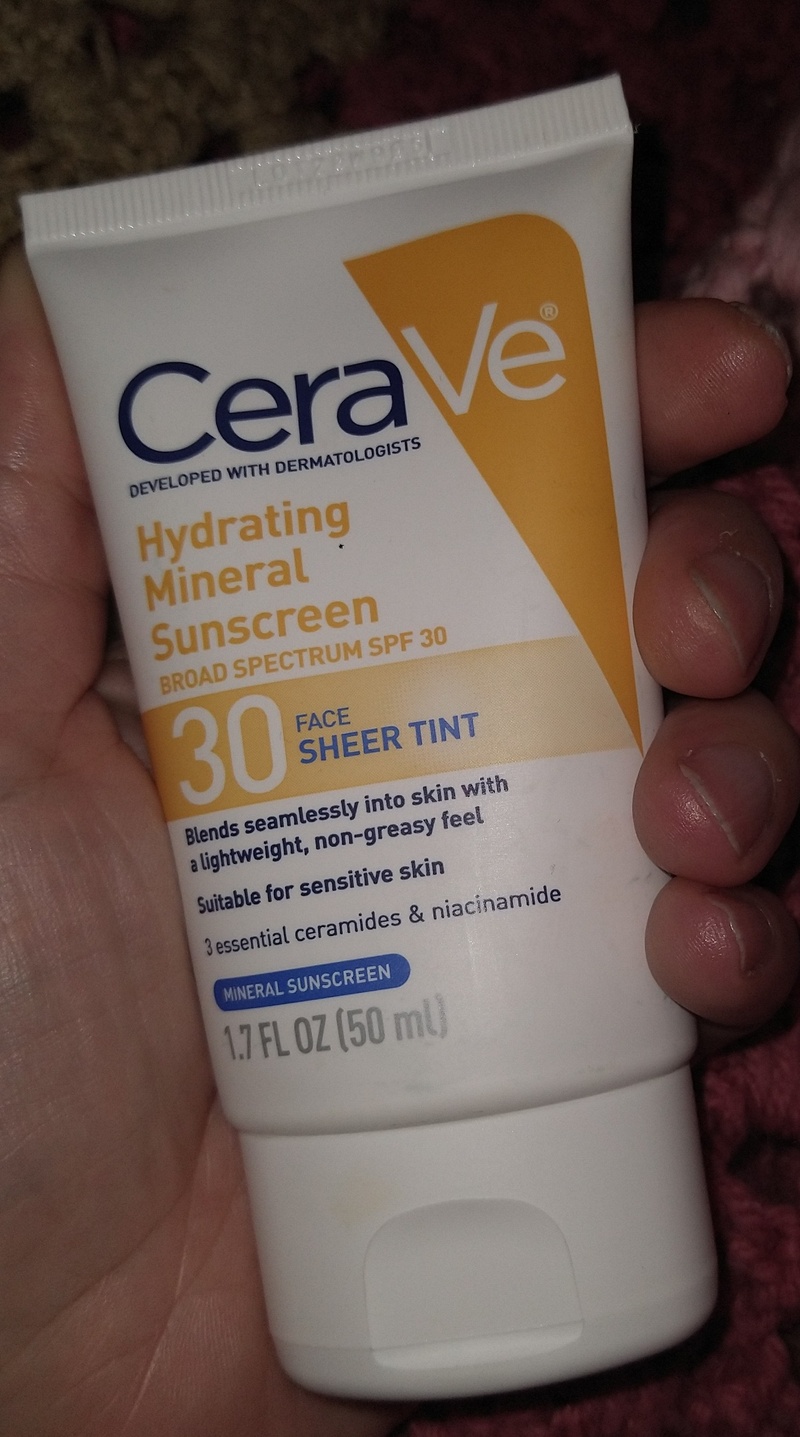 CeraVe®
DEVELOPED WITH DERMATOLOGISTS
Hydrating
Mineral
Sunscreen
BROAD SPECTRUM SPF 30
30 FACE
SHEER TINT
Blends seamlessly into skin with
a lightweight, non-greasy feel
Suitable for sensitive skin
3 essential ceramides & niacinamide
MINERAL SUNSCREEN
1.7 FL OZ (50 ml)